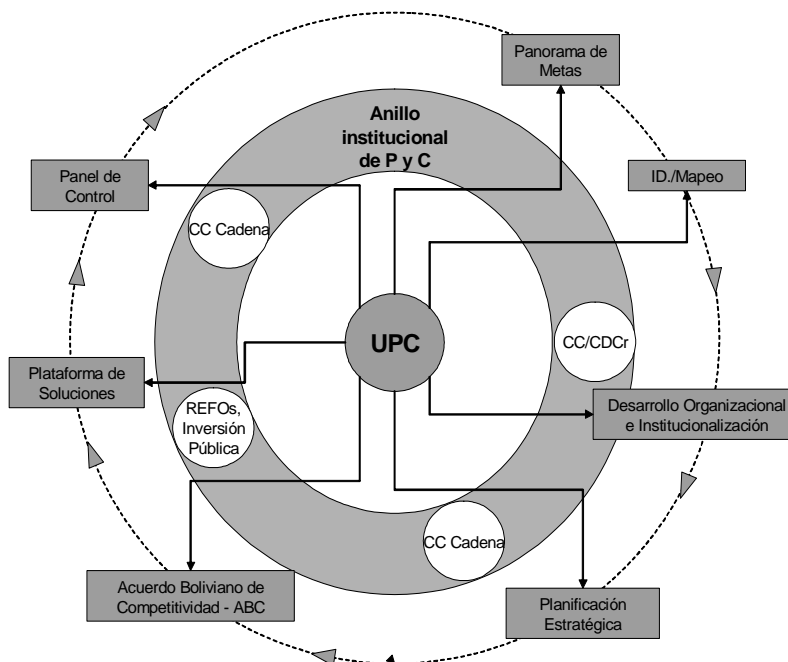 Panorama de
Metas
Anillo
institucional
de P y C
Panel de
Control
ID./Mapeo
CC Cadena
UPC
CC/CDCr
Plataforma de
Soluciones
REFOs,
Inversión
Pública
Desarrollo Organizacional
e Institucionalización
CC Cadena
Acuerdo Boliviano de
Competitividad - ABC
Planificación
Estratégica